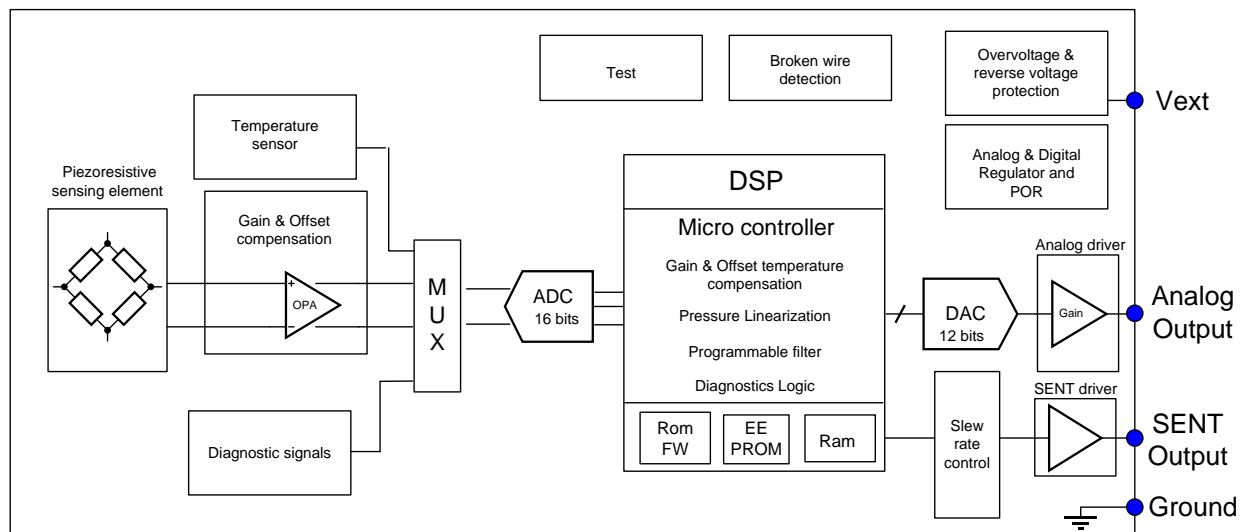 Test
Broken wire
detection
Overvoltage &
reverse voltage
protection
Vext
Temperature
sensor
Analog & Digital
Regulator and
POR
Piezoresistive
sensing element
Gain & Offset
compensation
+
OPA
−
MUX
ADC
16 bits
DSP
Micro controller
Gain & Offset temperature
compensation
Pressure Linearization
Programmable filter
Diagnostics Logic
Rom
FW
EE
PROM
Ram
DAC
12 bits
Analog driver
Gain
Analog
Output
Slew
rate
control
SENT driver
SENT
Output
Diagnostic signals
Ground